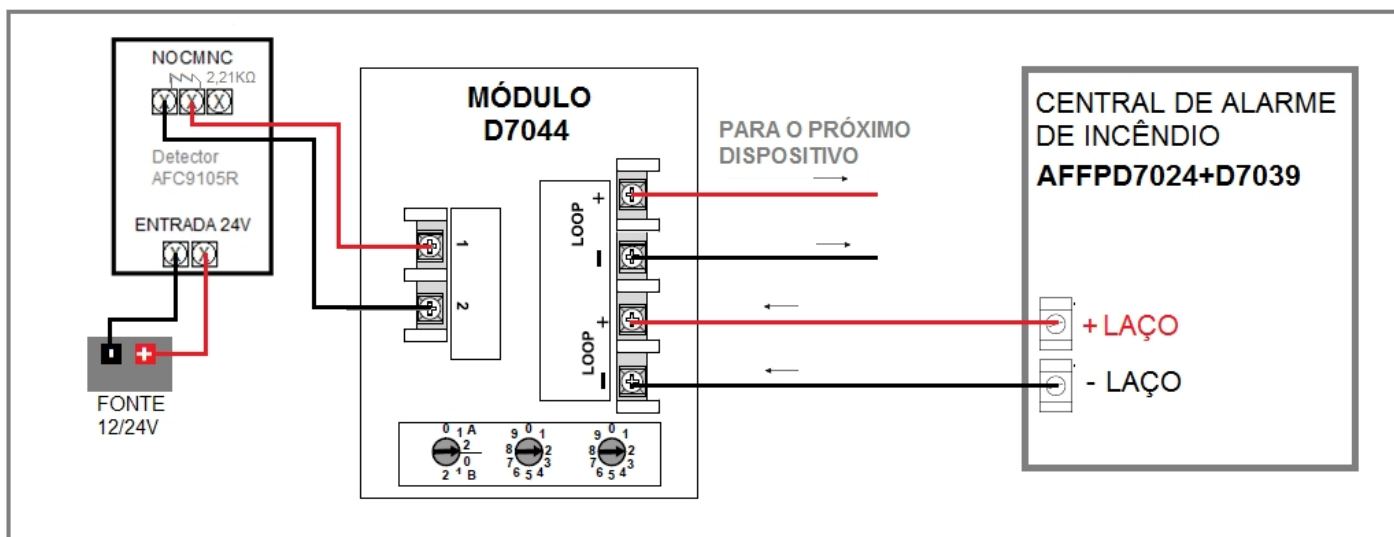 NOCMNC
2,21KΩ
Detector
AFC9105R
ENTRADA 24V
FONTE
12/24V
MÓDULO
D7044
1
2
LOOP
+
-
LOOP
+
-
0 1 A
2
0
2 1 B
9 0 1
8 2
7 3
6 5 4
9 0 1
8 2
7 3
6 5 4
PARA O PRÓXIMO
DISPOSITIVO
CENTRAL DE ALARME
DE INCÊNDIO
AFFPD7024+D7039
+ LAÇO
- LAÇO